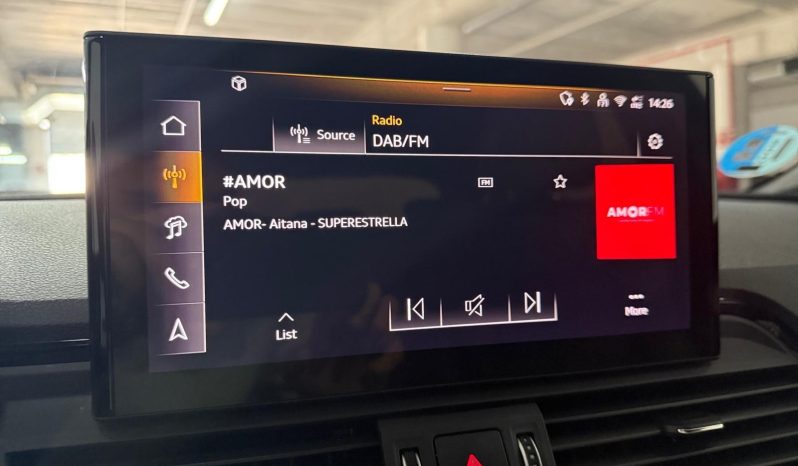 14:26
Radio
Source
DAB/FM
#AMOR
FM
Pop
AMOR- Aitana - SUPERESTRELLA
AMORFM
List
More